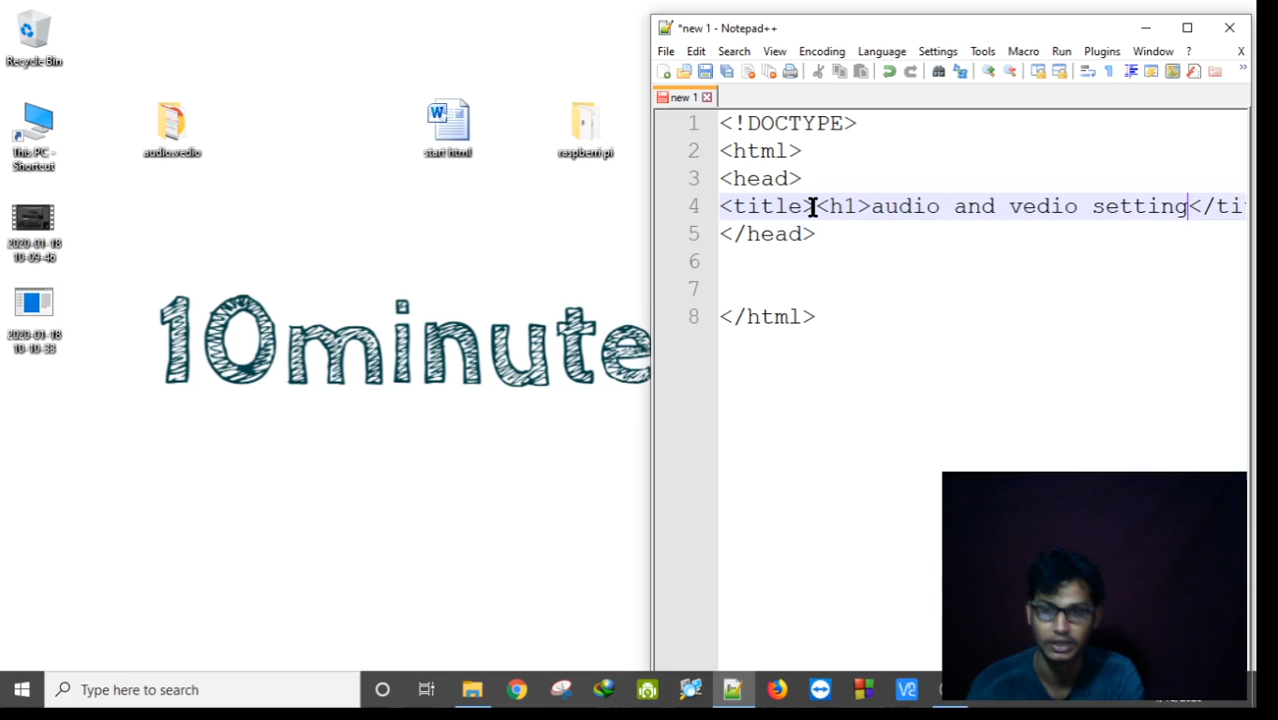 Recycle Bin
This PC - Shortcut
audio.vedio
start html
raspberri pi
2020-01-18 10-09-46
2020-01-18 10-10-33
10minute
*new 1 - Notepad++
File Edit Search View Encoding Language Settings Tools Macro Run Plugins Window ? X
new 1
1 <!DOCTYPE>
2 <html>
3 <head>
4 <title><h1>audio and vedio setting</ti
5 </head>
6
7
8 </html>
Type here to search